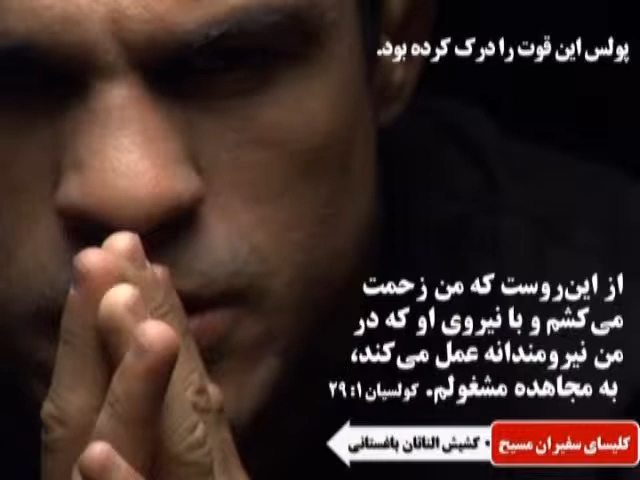 پولس این قوت را درک کرده بود.
از این‌روست که من زحمت
می‌کشم و با نیروی او که در
من نیرومندانه عمل می‌کند،
به مجاهده مشغولم. کولسیان ۱: ۲۹
کلیسای سفیران مسیح • کشیش الناتان باغستانی